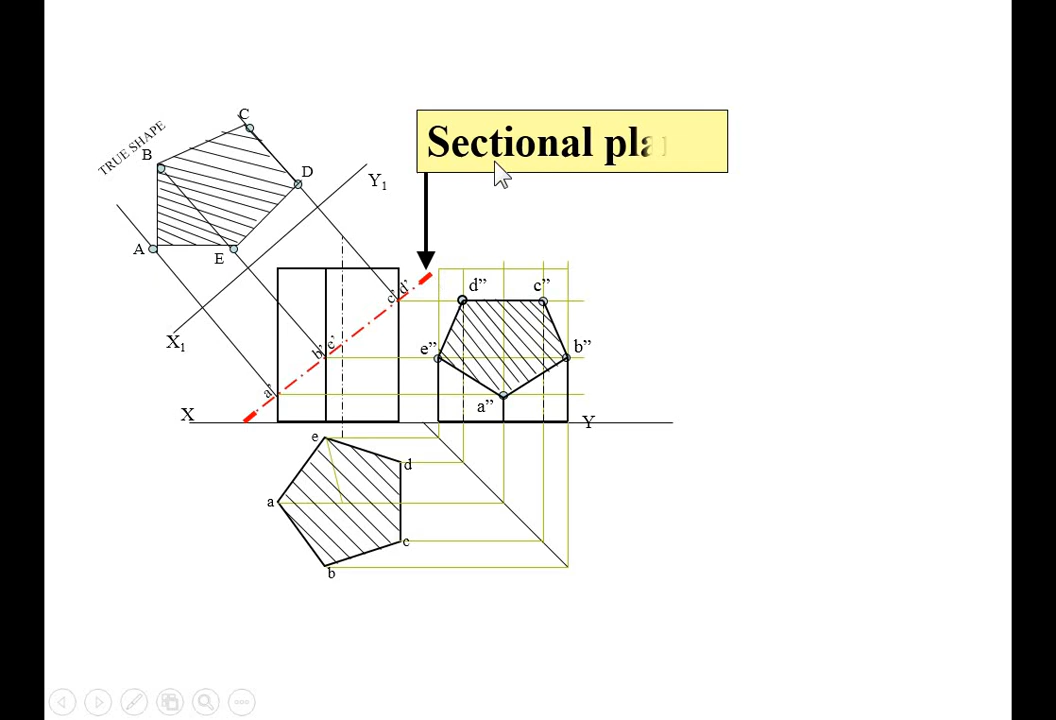 C
TRUE SHAPE
B
D
Y1
A
E
Sectional pla
X1
c' d'
b' e'
a'
d” c”
e” b”
a”
X Y
e
d
a
c
b